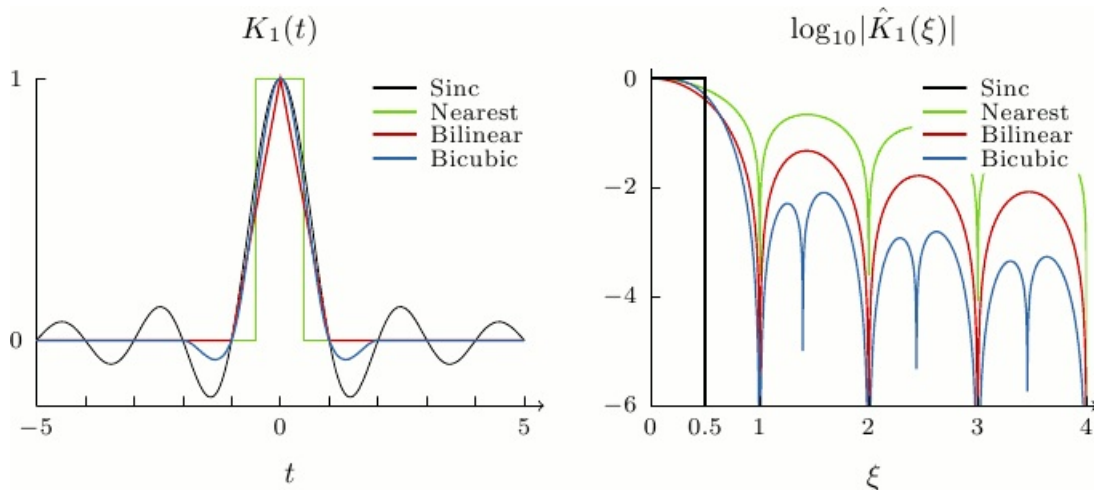 K₁(t)
1
0
−5
0
5
t
Sinc
Nearest
Bilinear
Bicubic
log₁₀|K̂₁(ξ)|
0
−2
−4
−6
0
0.5
1
2
3
4
ξ
Sinc
Nearest
Bilinear
Bicubic